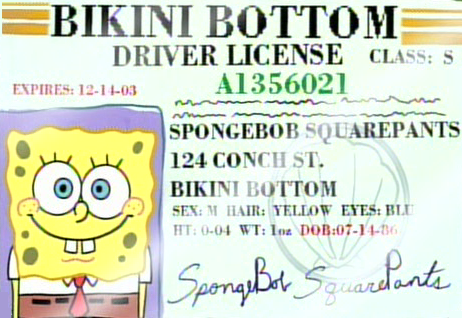 BIKINI BOTTOM
DRIVER LICENSE CLASS: S
A1356021
EXPIRES: 12-14-03
SPONGEBOB SQUAREPANTS
124 CONCH ST.
BIKINI BOTTOM
SEX: M HAIR: YELLOW EYES: BLU
HT: 0-04 WT: 1oz DOB:07-14-86
SpongeBob SquarePants